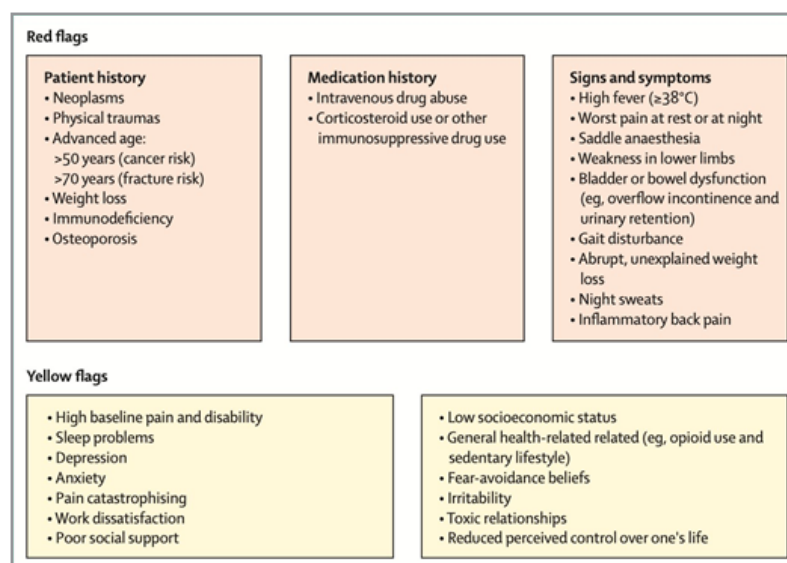 Red flags
Patient history
• Neoplasms
• Physical traumas
• Advanced age:
>50 years (cancer risk)
>70 years (fracture risk)
• Weight loss
• Immunodeficiency
• Osteoporosis
Medication history
• Intravenous drug abuse
• Corticosteroid use or other
immunosuppressive drug use
Signs and symptoms
• High fever (≥38°C)
• Worst pain at rest or at night
• Saddle anaesthesia
• Weakness in lower limbs
• Bladder or bowel dysfunction
(eg, overflow incontinence and
urinary retention)
• Gait disturbance
• Abrupt, unexplained weight
loss
• Night sweats
• Inflammatory back pain
Yellow flags
• High baseline pain and disability
• Sleep problems
• Depression
• Anxiety
• Pain catastrophising
• Work dissatisfaction
• Poor social support
• Low socioeconomic status
• General health-related related (eg, opioid use and
sedentary lifestyle)
• Fear-avoidance beliefs
• Irritability
• Toxic relationships
• Reduced perceived control over one's life